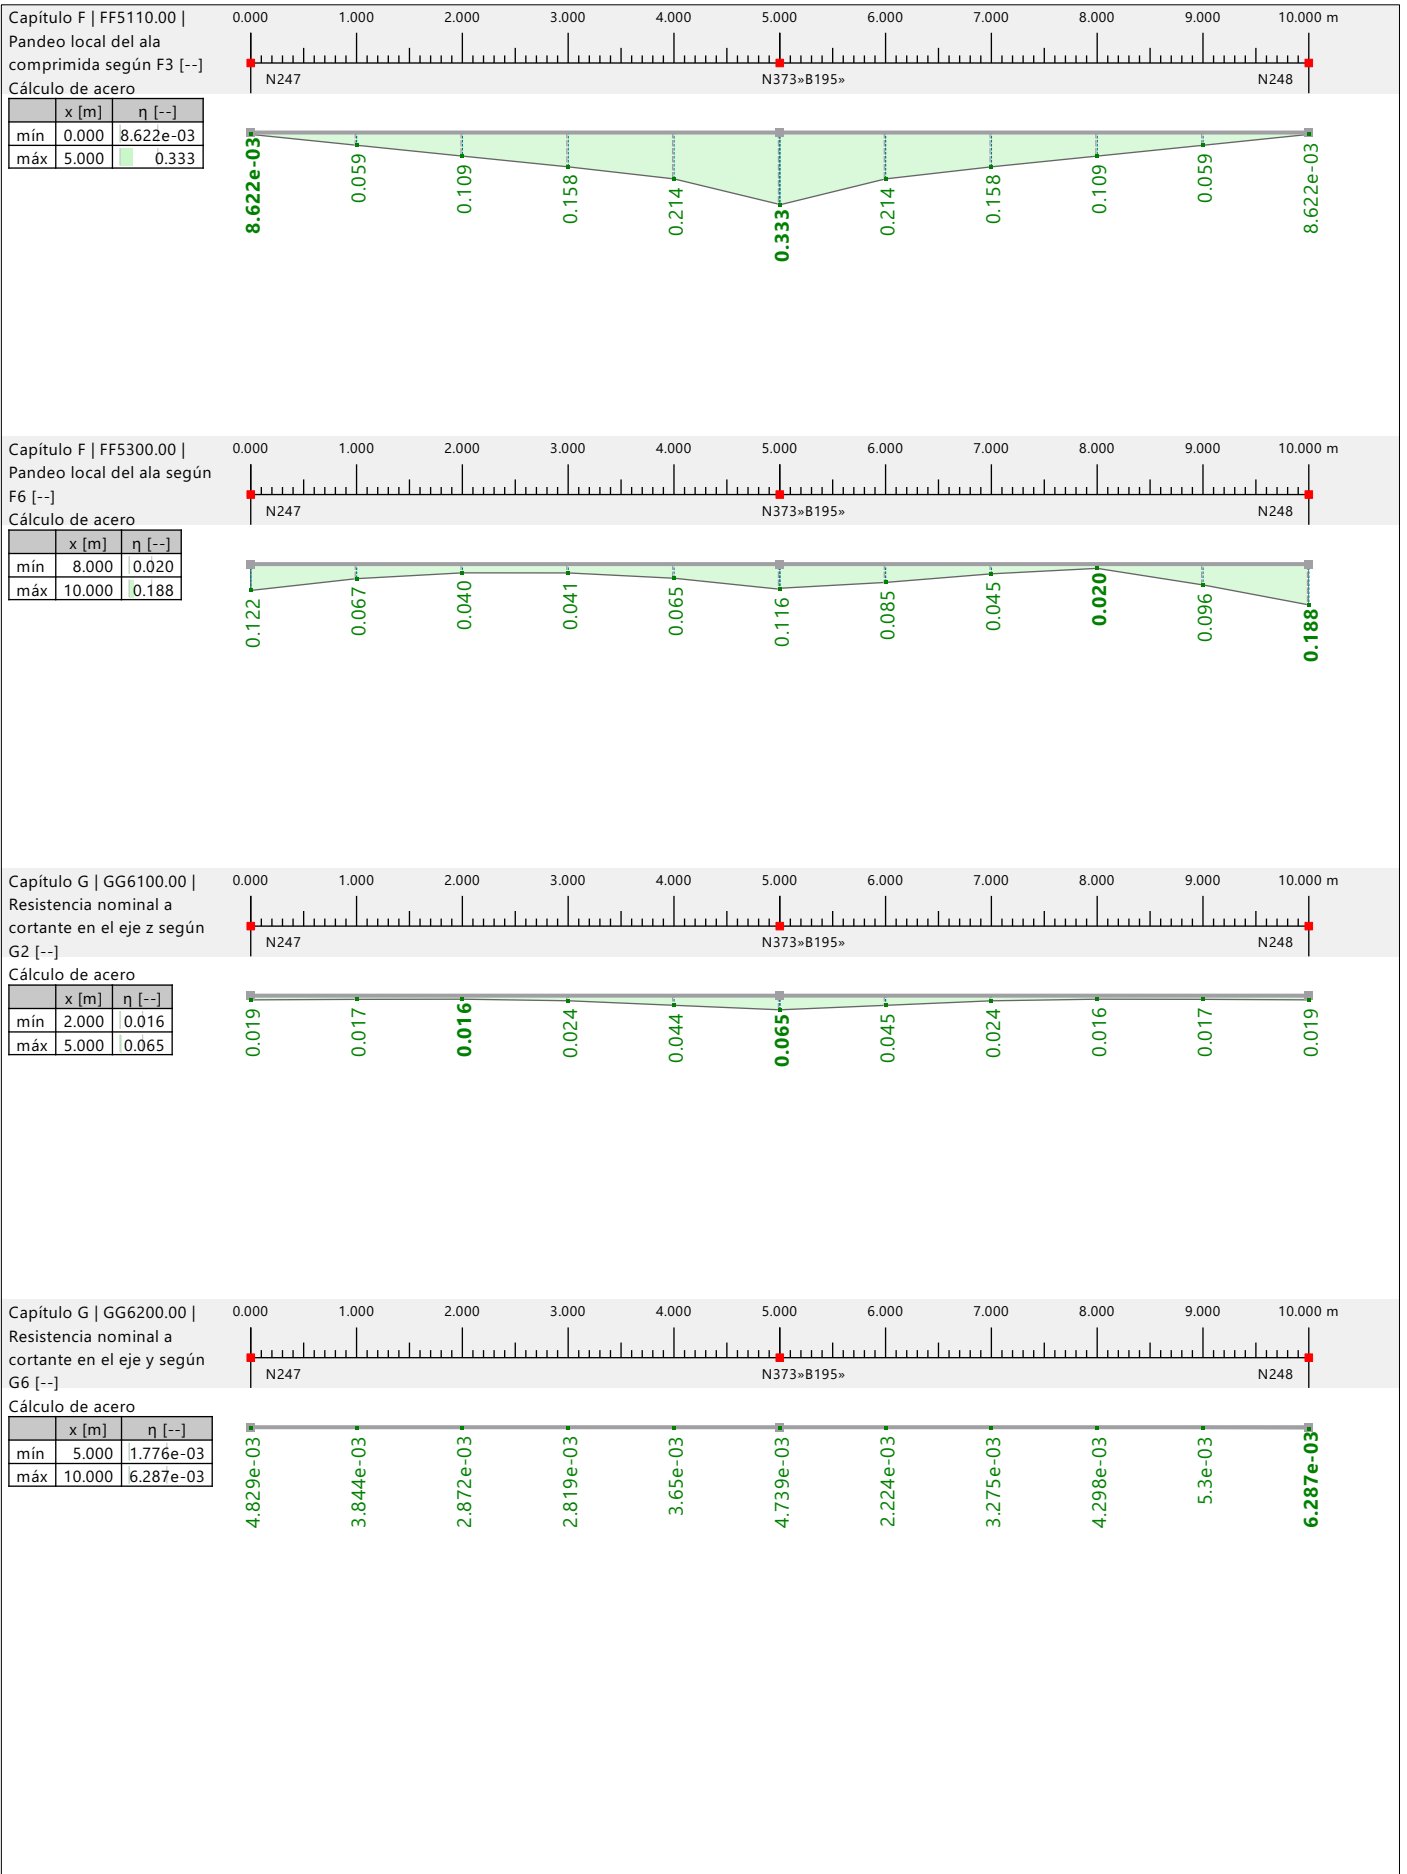 Capítulo F | FF5110.00 |
Pandeo local del ala
comprimida según F3 [--]
Cálculo de acero
0.000 1.000 2.000 3.000 4.000 5.000 6.000 7.000 8.000 9.000 10.000 m
N247 N373»B195» N248
x [m] η [--]
mín 0.000 8.622e-03
máx 5.000 0.333
8.622e-03 0.059 0.109 0.158 0.214 0.333 0.214 0.158 0.109 0.059 8.622e-03
Capítulo F | FF5300.00 |
Pandeo local del ala según
F6 [--]
Cálculo de acero
0.000 1.000 2.000 3.000 4.000 5.000 6.000 7.000 8.000 9.000 10.000 m
N247 N373»B195» N248
x [m] η [--]
mín 8.000 0.020
máx 10.000 0.188
0.122 0.067 0.040 0.041 0.065 0.116 0.085 0.045 0.020 0.096 0.188
Capítulo G | GG6100.00 |
Resistencia nominal a
cortante en el eje z según
G2 [--]
Cálculo de acero
0.000 1.000 2.000 3.000 4.000 5.000 6.000 7.000 8.000 9.000 10.000 m
N247 N373»B195» N248
x [m] η [--]
mín 2.000 0.016
máx 5.000 0.065
0.019 0.017 0.016 0.024 0.044 0.065 0.045 0.024 0.016 0.017 0.019
Capítulo G | GG6200.00 |
Resistencia nominal a
cortante en el eje y según
G6 [--]
Cálculo de acero
0.000 1.000 2.000 3.000 4.000 5.000 6.000 7.000 8.000 9.000 10.000 m
N247 N373»B195» N248
x [m] η [--]
mín 5.000 1.776e-03
máx 10.000 6.287e-03
4.829e-03 3.844e-03 2.872e-03 2.819e-03 3.65e-03 4.739e-03 2.224e-03 3.275e-03 4.298e-03 5.3e-03 6.287e-03